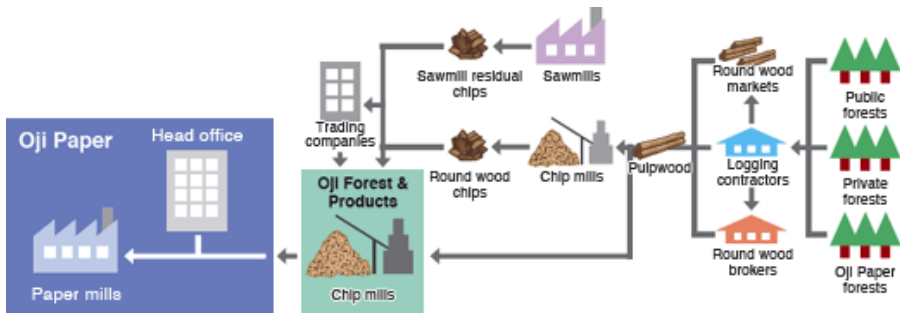 Oji Paper
Head office
Paper mills
Trading
companies
Oji Forest &
Products
Chip mills
Sawmill residual
chips
Sawmills
Round wood
chips
Chip mills
Pulpwood
Round wood
markets
Logging
contractors
Round wood
brokers
Public
forests
Private
forests
Oji Paper
forests